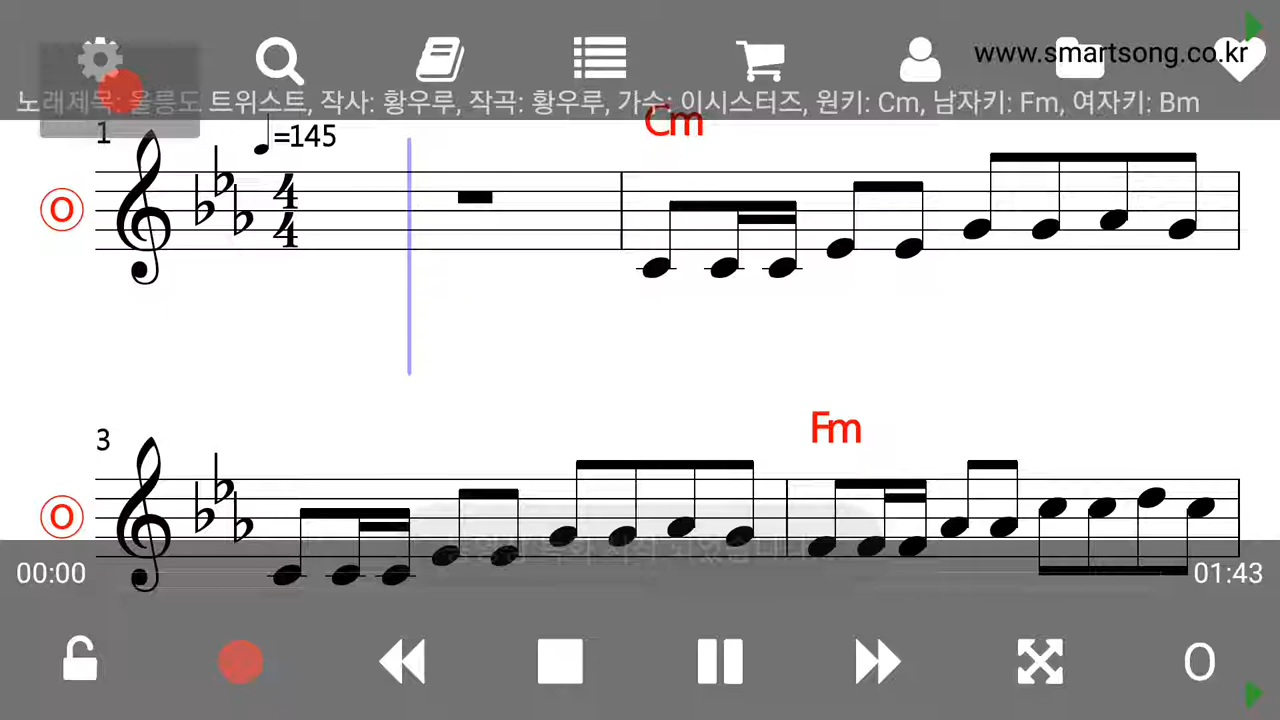 www.smartsong.co.kr
노래제목: 울릉도 트위스트, 작사: 황우루, 작곡: 황우루, 가수: 이시스터즈, 원키: Cm, 남자키: Fm, 여자키: Bm
1 =145 Cm
O 4 4
3 Fm
O
00:00 01:43
O